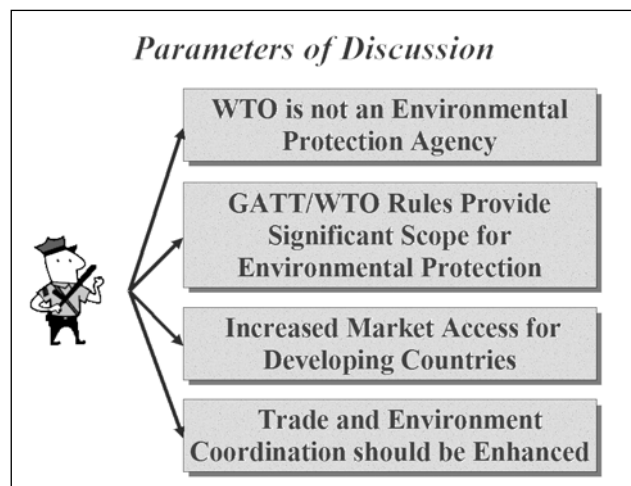 Parameters of Discussion
WTO is not an Environmental
Protection Agency
GATT/WTO Rules Provide
Significant Scope for
Environmental Protection
Increased Market Access for
Developing Countries
Trade and Environment
Coordination should be Enhanced